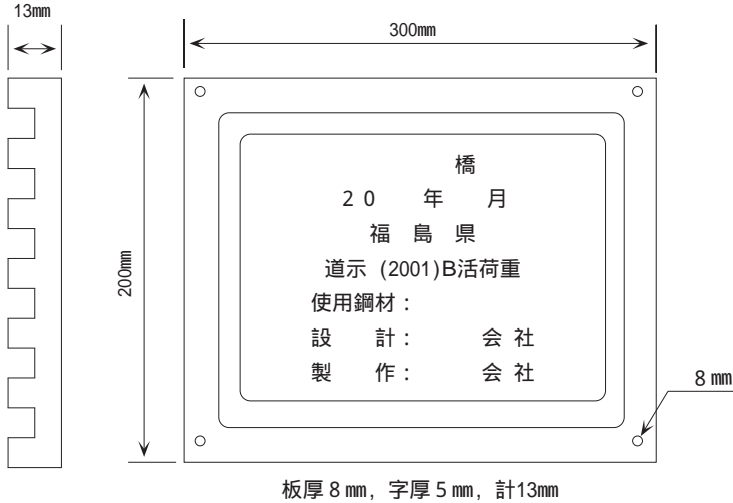 13㎜
300㎜
200㎜
橋
２０　　年　　月
福　島　県
道示 (2001)B活荷重
使用鋼材：
設　　計：　　　会 社
製　　作：　　　会 社
8 ㎜
板厚 8 ㎜，字厚 5 ㎜，計13㎜